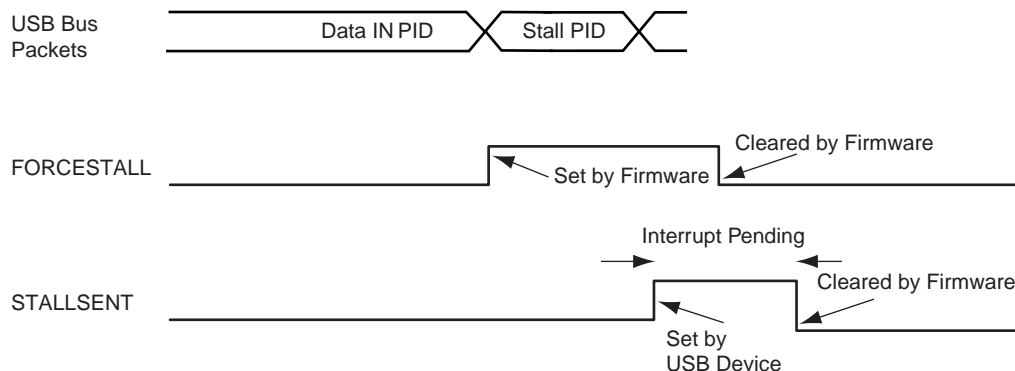 USB Bus
Packets
Data IN PID
Stall PID
FORCESTALL
Set by Firmware
Cleared by Firmware
Interrupt Pending
STALLSENT
Cleared by Firmware
Set by
USB Device